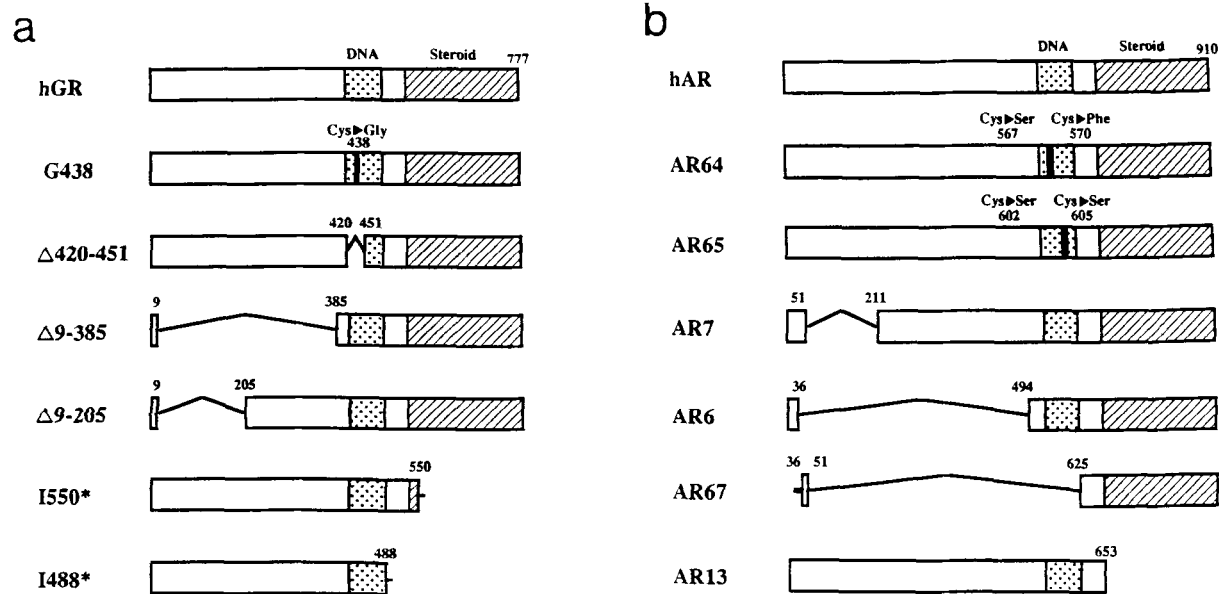 a
DNA Steroid 777
hGR
Cys▶Gly
438
G438
420 451
△420-451
9 385
△9-385
9 205
△9-205
550
I550*
488
I488*
b
DNA Steroid 910
hAR
Cys▶Ser Cys▶Phe
567 570
AR64
Cys▶Ser Cys▶Ser
602 605
AR65
51 211
AR7
36 494
AR6
36 51 625
AR67
653
AR13